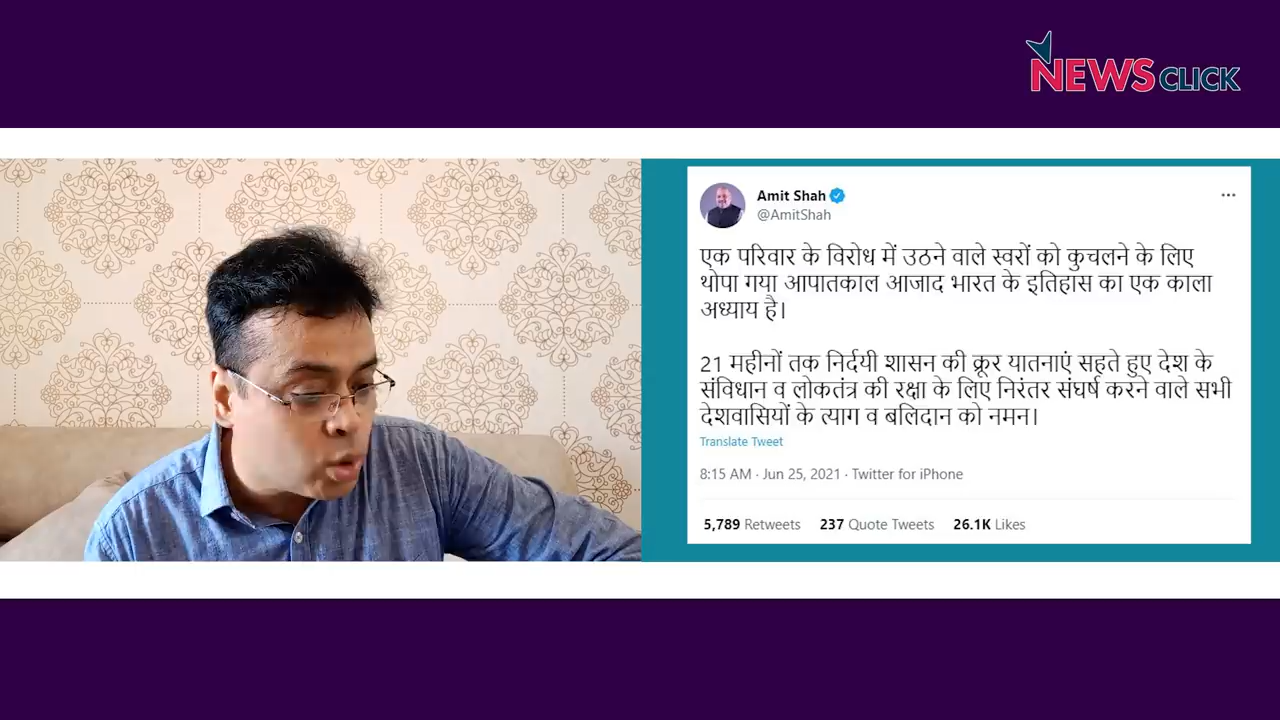 NEWSCLICK
Amit Shah
@AmitShah
एक परिवार के विरोध में उठने वाले स्वरों को कुचलने के लिए
थोपा गया आपातकाल आजाद भारत के इतिहास का एक काला
अध्याय है।
21 महीनों तक निर्दयी शासन की क्रूर यातनाएं सहते हुए देश के
संविधान व लोकतंत्र की रक्षा के लिए निरंतर संघर्ष करने वाले सभी
देशवासियों के त्याग व बलिदान को नमन।
Translate Tweet
8:15 AM · Jun 25, 2021 · Twitter for iPhone
5,789 Retweets 237 Quote Tweets 26.1K Likes